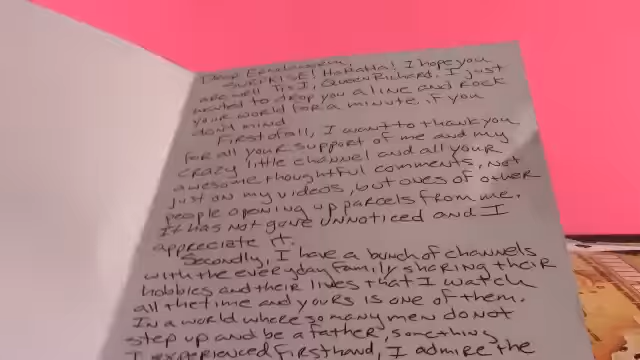 Dear
SURPRISE! HaHaHa! I hope you
are well. Tis I, Queen Richard. I just
wanted to drop you a line and rock
your world for a minute, if you
don't mind.
First of all, I want to thank you
for all your support of me and my
crazy little channel and all your
awesome thoughtful comments, not
just on my videos, but ones of other
people opening up parcels from me.
It has not gone unnoticed and I
appreciate it.
Secondly, I have a bunch of channels
with the everyday family sharing their
hobbies and their lives that I watch
all the time and yours is one of them.
In a world where so many men do not
step up and be a father, something
I experienced firsthand, I admire the